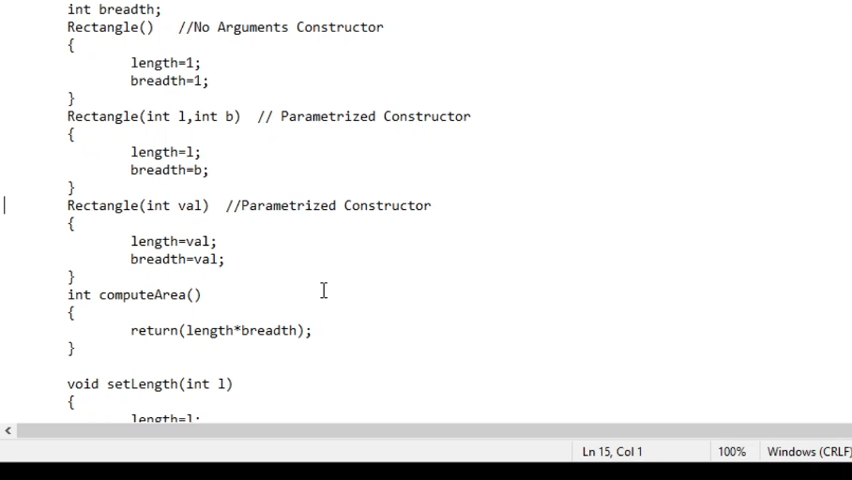 int breadth;
Rectangle()   //No Arguments Constructor
{
length=1;
breadth=1;
}
Rectangle(int l,int b)  // Parametrized Constructor
{
length=l;
breadth=b;
}
Rectangle(int val)  //Parametrized Constructor
{
length=val;
breadth=val;
}
int computeArea()
{
return(length*breadth);
}
void setLength(int l)
{
length=l;
Ln 15, Col 1
100%
Windows (CRLF)